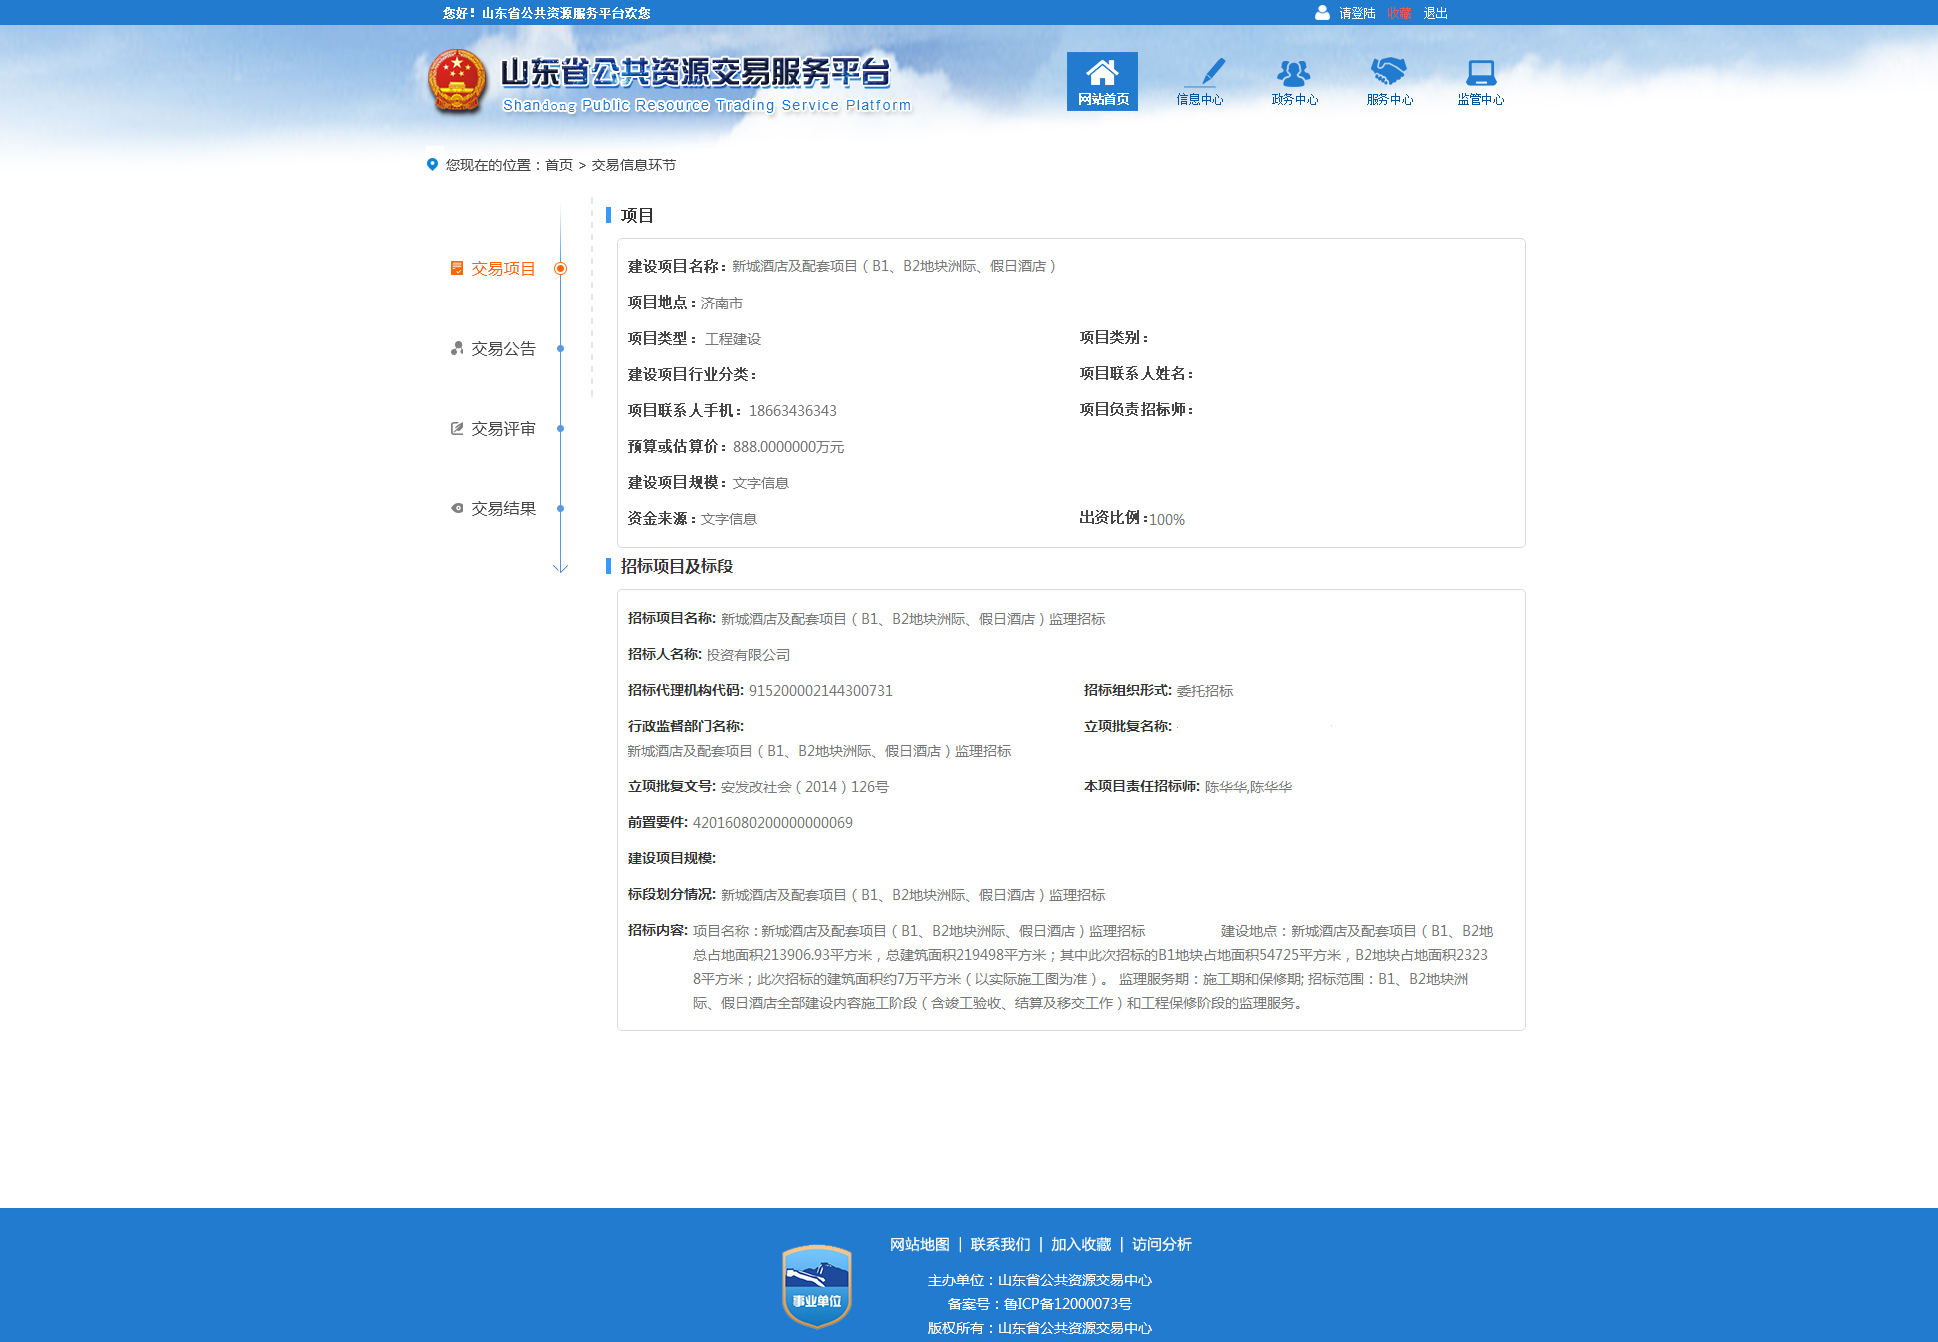 您好！山东省公共资源服务平台欢您
请登陆 收藏 退出
山东省公共资源交易服务平台
Shandong Public Resource Trading Service Platform
网站首页 信息中心 政务中心 服务中心 监管中心
您现在的位置：首页 > 交易信息环节
交易项目
交易公告
交易评审
交易结果
项目
建设项目名称：新城酒店及配套项目（B1、B2地块洲际、假日酒店）
项目地点：济南市
项目类型：工程建设 项目类别：
建设项目行业分类： 项目联系人姓名：
项目联系人手机：18663436343 项目负责招标师：
预算或估算价：888.0000000万元
建设项目规模：文字信息
资金来源：文字信息 出资比例：100%
招标项目及标段
招标项目名称: 新城酒店及配套项目（B1、B2地块洲际、假日酒店）监理招标
招标人名称: 投资有限公司
招标代理机构代码: 915200002144300731 招标组织形式: 委托招标
行政监督部门名称: 立项批复名称:
新城酒店及配套项目（B1、B2地块洲际、假日酒店）监理招标
立项批复文号: 安发改社会（2014）126号 本项目责任招标师: 陈华华,陈华华
前置要件: 42016080200000000069
建设项目规模:
标段划分情况: 新城酒店及配套项目（B1、B2地块洲际、假日酒店）监理招标
招标内容: 项目名称：新城酒店及配套项目（B1、B2地块洲际、假日酒店）监理招标 建设地点：新城酒店及配套项目（B1、B2地
总占地面积213906.93平方米，总建筑面积219498平方米；其中此次招标的B1地块占地面积54725平方米，B2地块占地面积2323
8平方米；此次招标的建筑面积约7万平方米（以实际施工图为准）。 监理服务期：施工期和保修期; 招标范围：B1、B2地块洲
际、假日酒店全部建设内容施工阶段（含竣工验收、结算及移交工作）和工程保修阶段的监理服务。
网站地图 | 联系我们 | 加入收藏 | 访问分析
主办单位：山东省公共资源交易中心
备案号：鲁ICP备12000073号
版权所有：山东省公共资源交易中心
事业单位